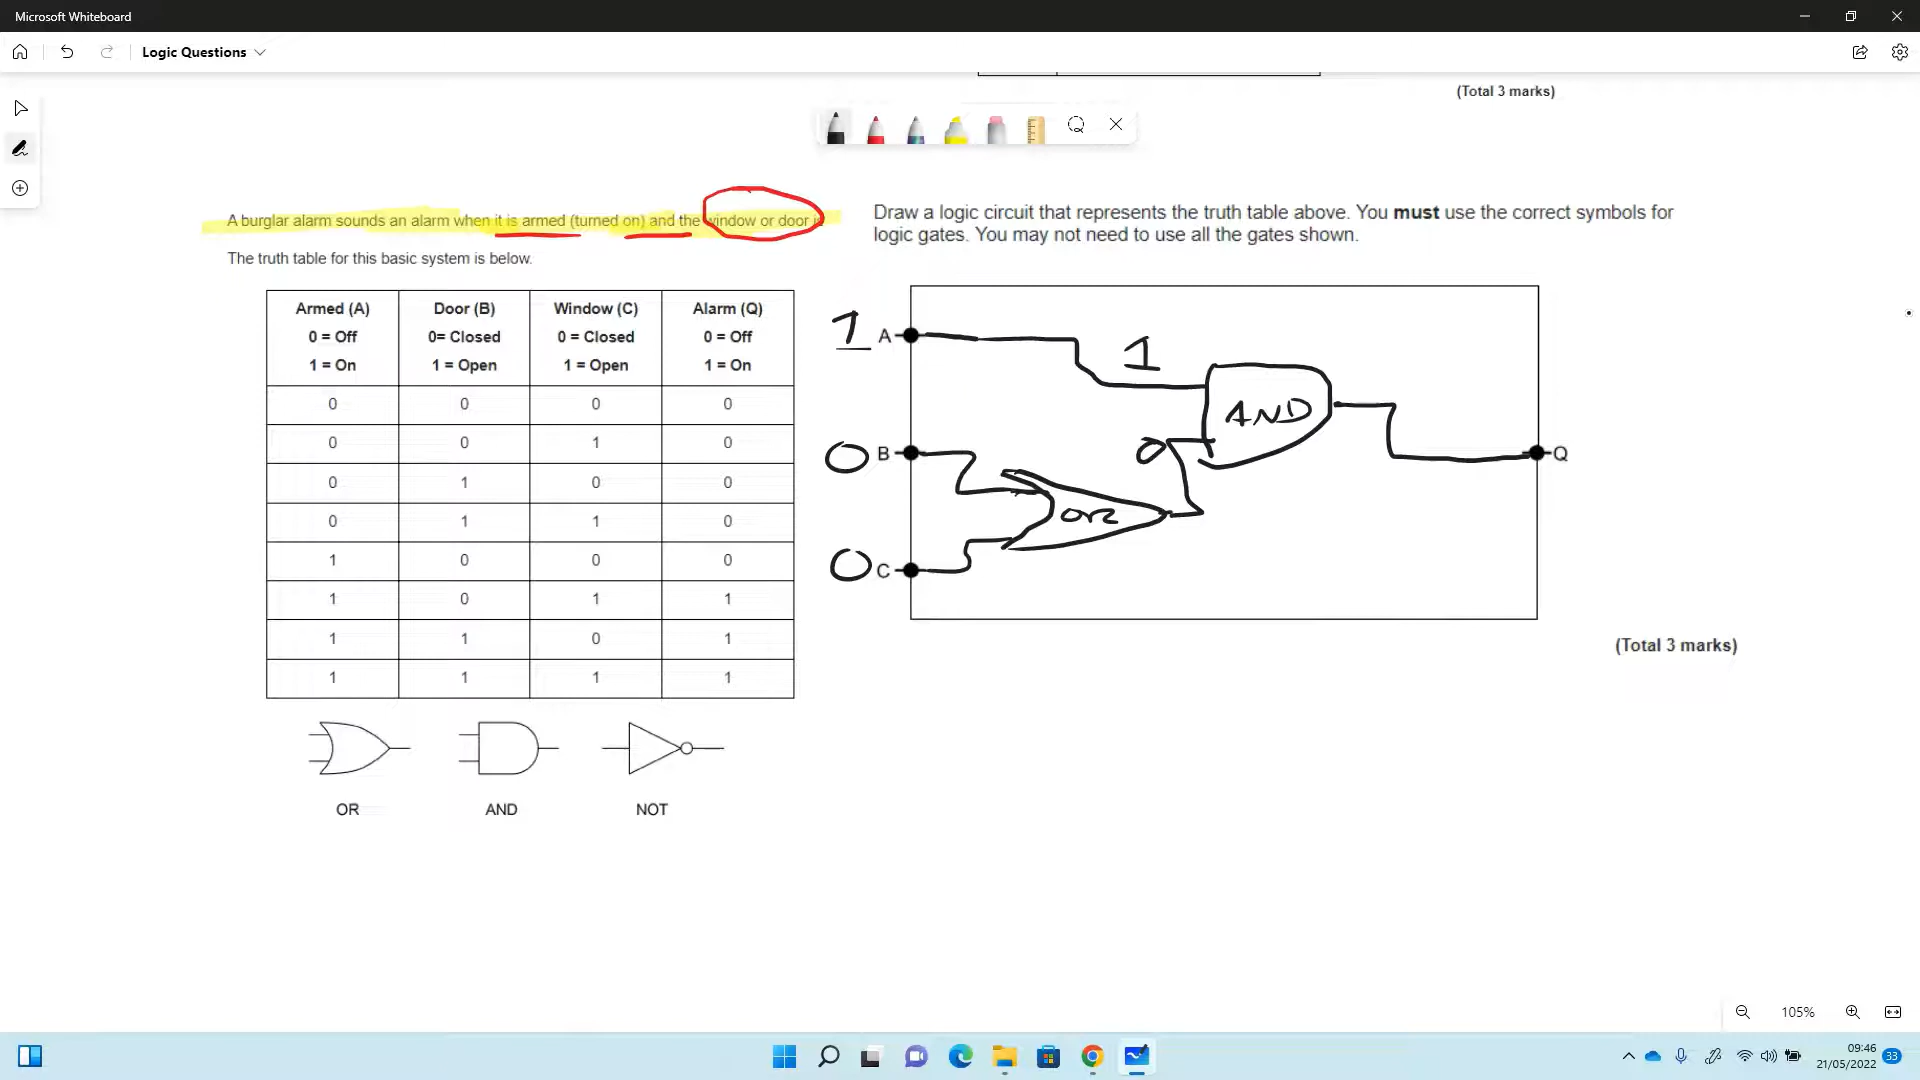 Microsoft Whiteboard
Logic Questions
(Total 3 marks)
A burglar alarm sounds an alarm when it is armed (turned on) and the window or door
The truth table for this basic system is below.
Armed (A) Door (B) Window (C) Alarm (Q)
0 = Off 0= Closed 0 = Closed 0 = Off
1 = On 1 = Open 1 = Open 1 = On
0 0 0 0
0 0 1 0
0 1 0 0
0 1 1 0
1 0 0 0
1 0 1 1
1 1 0 1
1 1 1 1
OR AND NOT
Draw a logic circuit that represents the truth table above. You must use the correct symbols for
logic gates. You may not need to use all the gates shown.
1 A 1
AND
0 B 0 Q
OR
0 C
(Total 3 marks)
105%
09:46
21/05/2022
33